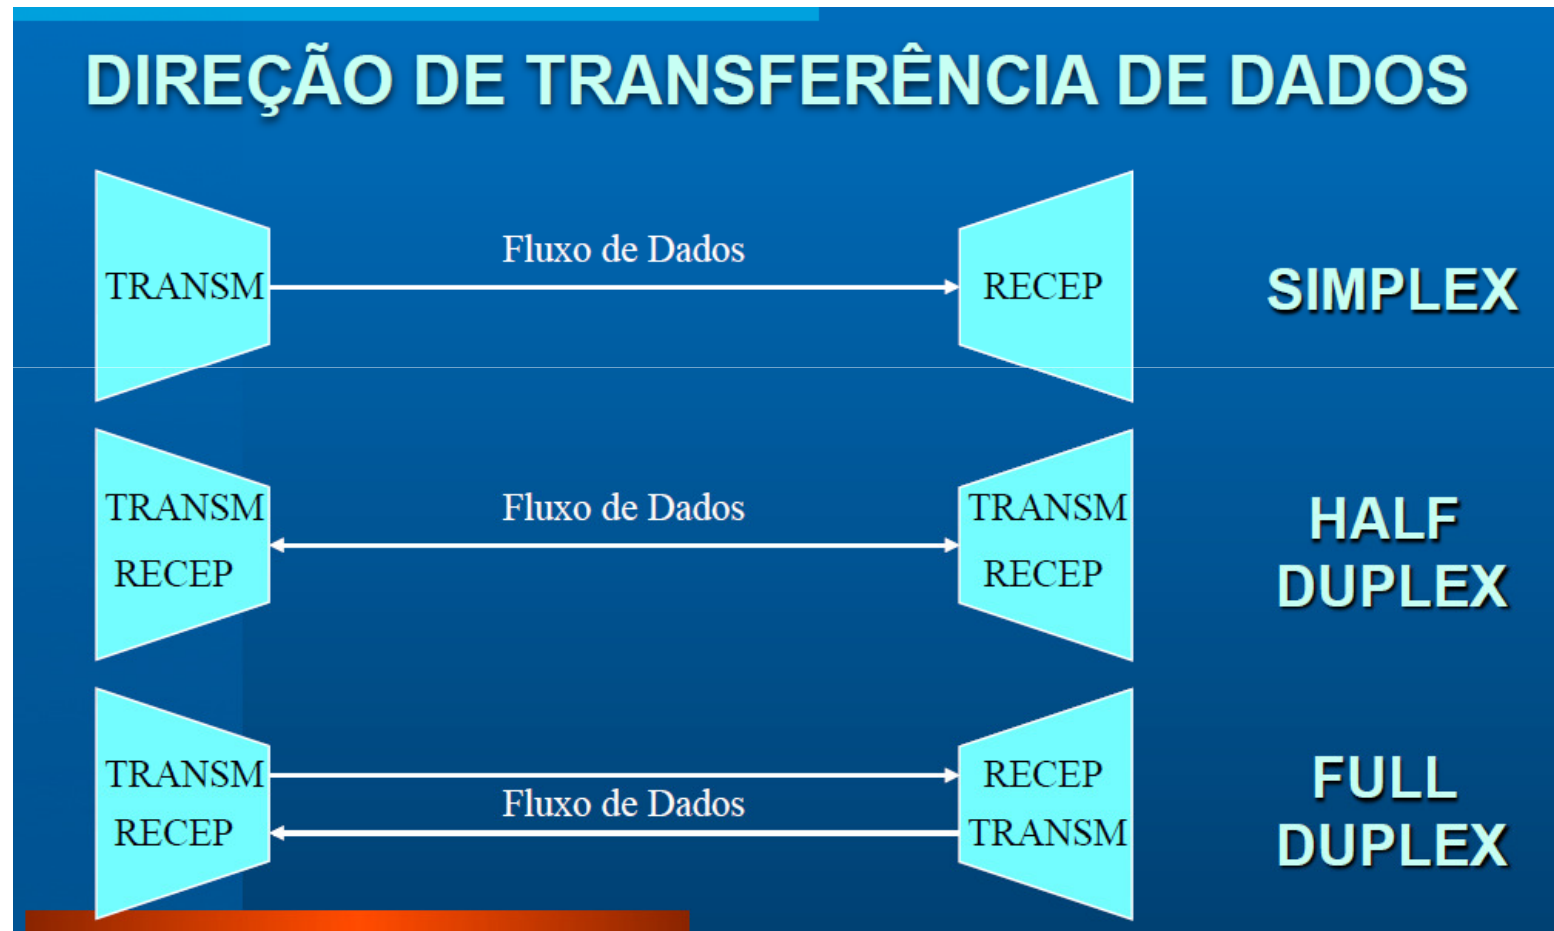 DIREÇÃO DE TRANSFERÊNCIA DE DADOS
TRANSM
Fluxo de Dados
RECEP
SIMPLEX
TRANSM
RECEP
Fluxo de Dados
TRANSM
RECEP
HALF
DUPLEX
TRANSM
RECEP
Fluxo de Dados
RECEP
TRANSM
FULL
DUPLEX